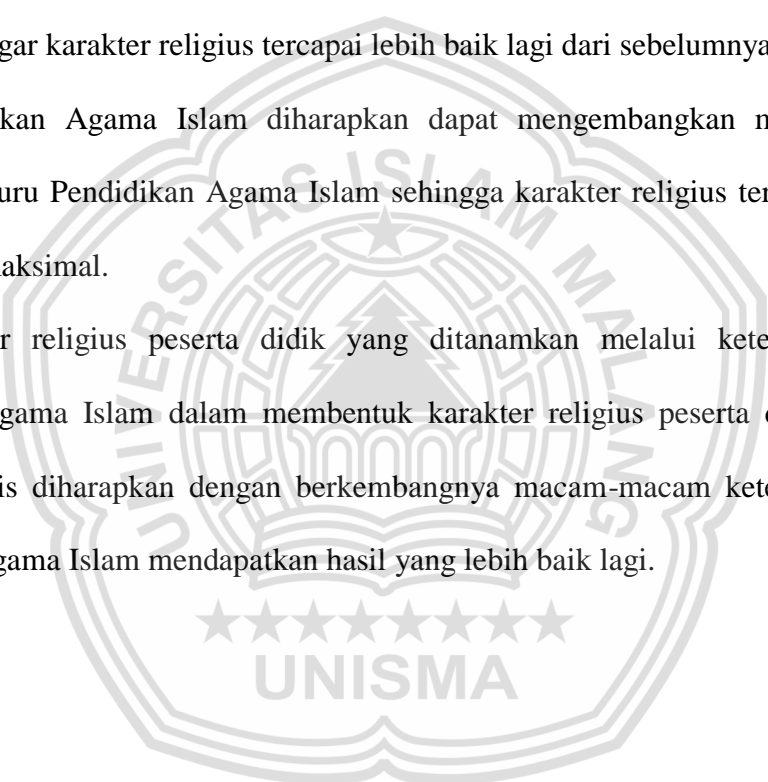 gar karakter religius tercapai lebih baik lagi dari sebelumnya
kan Agama Islam diharapkan dapat mengembangkan m
uru Pendidikan Agama Islam sehingga karakter religius ter
aksimal.
r religius peserta didik yang ditanamkan melalui kete
gama Islam dalam membentuk karakter religius peserta
is diharapkan dengan berkembangnya macam-macam kete
gama Islam mendapatkan hasil yang lebih baik lagi.
UNIVERSITAS ISLAM MALANG
UNISMA